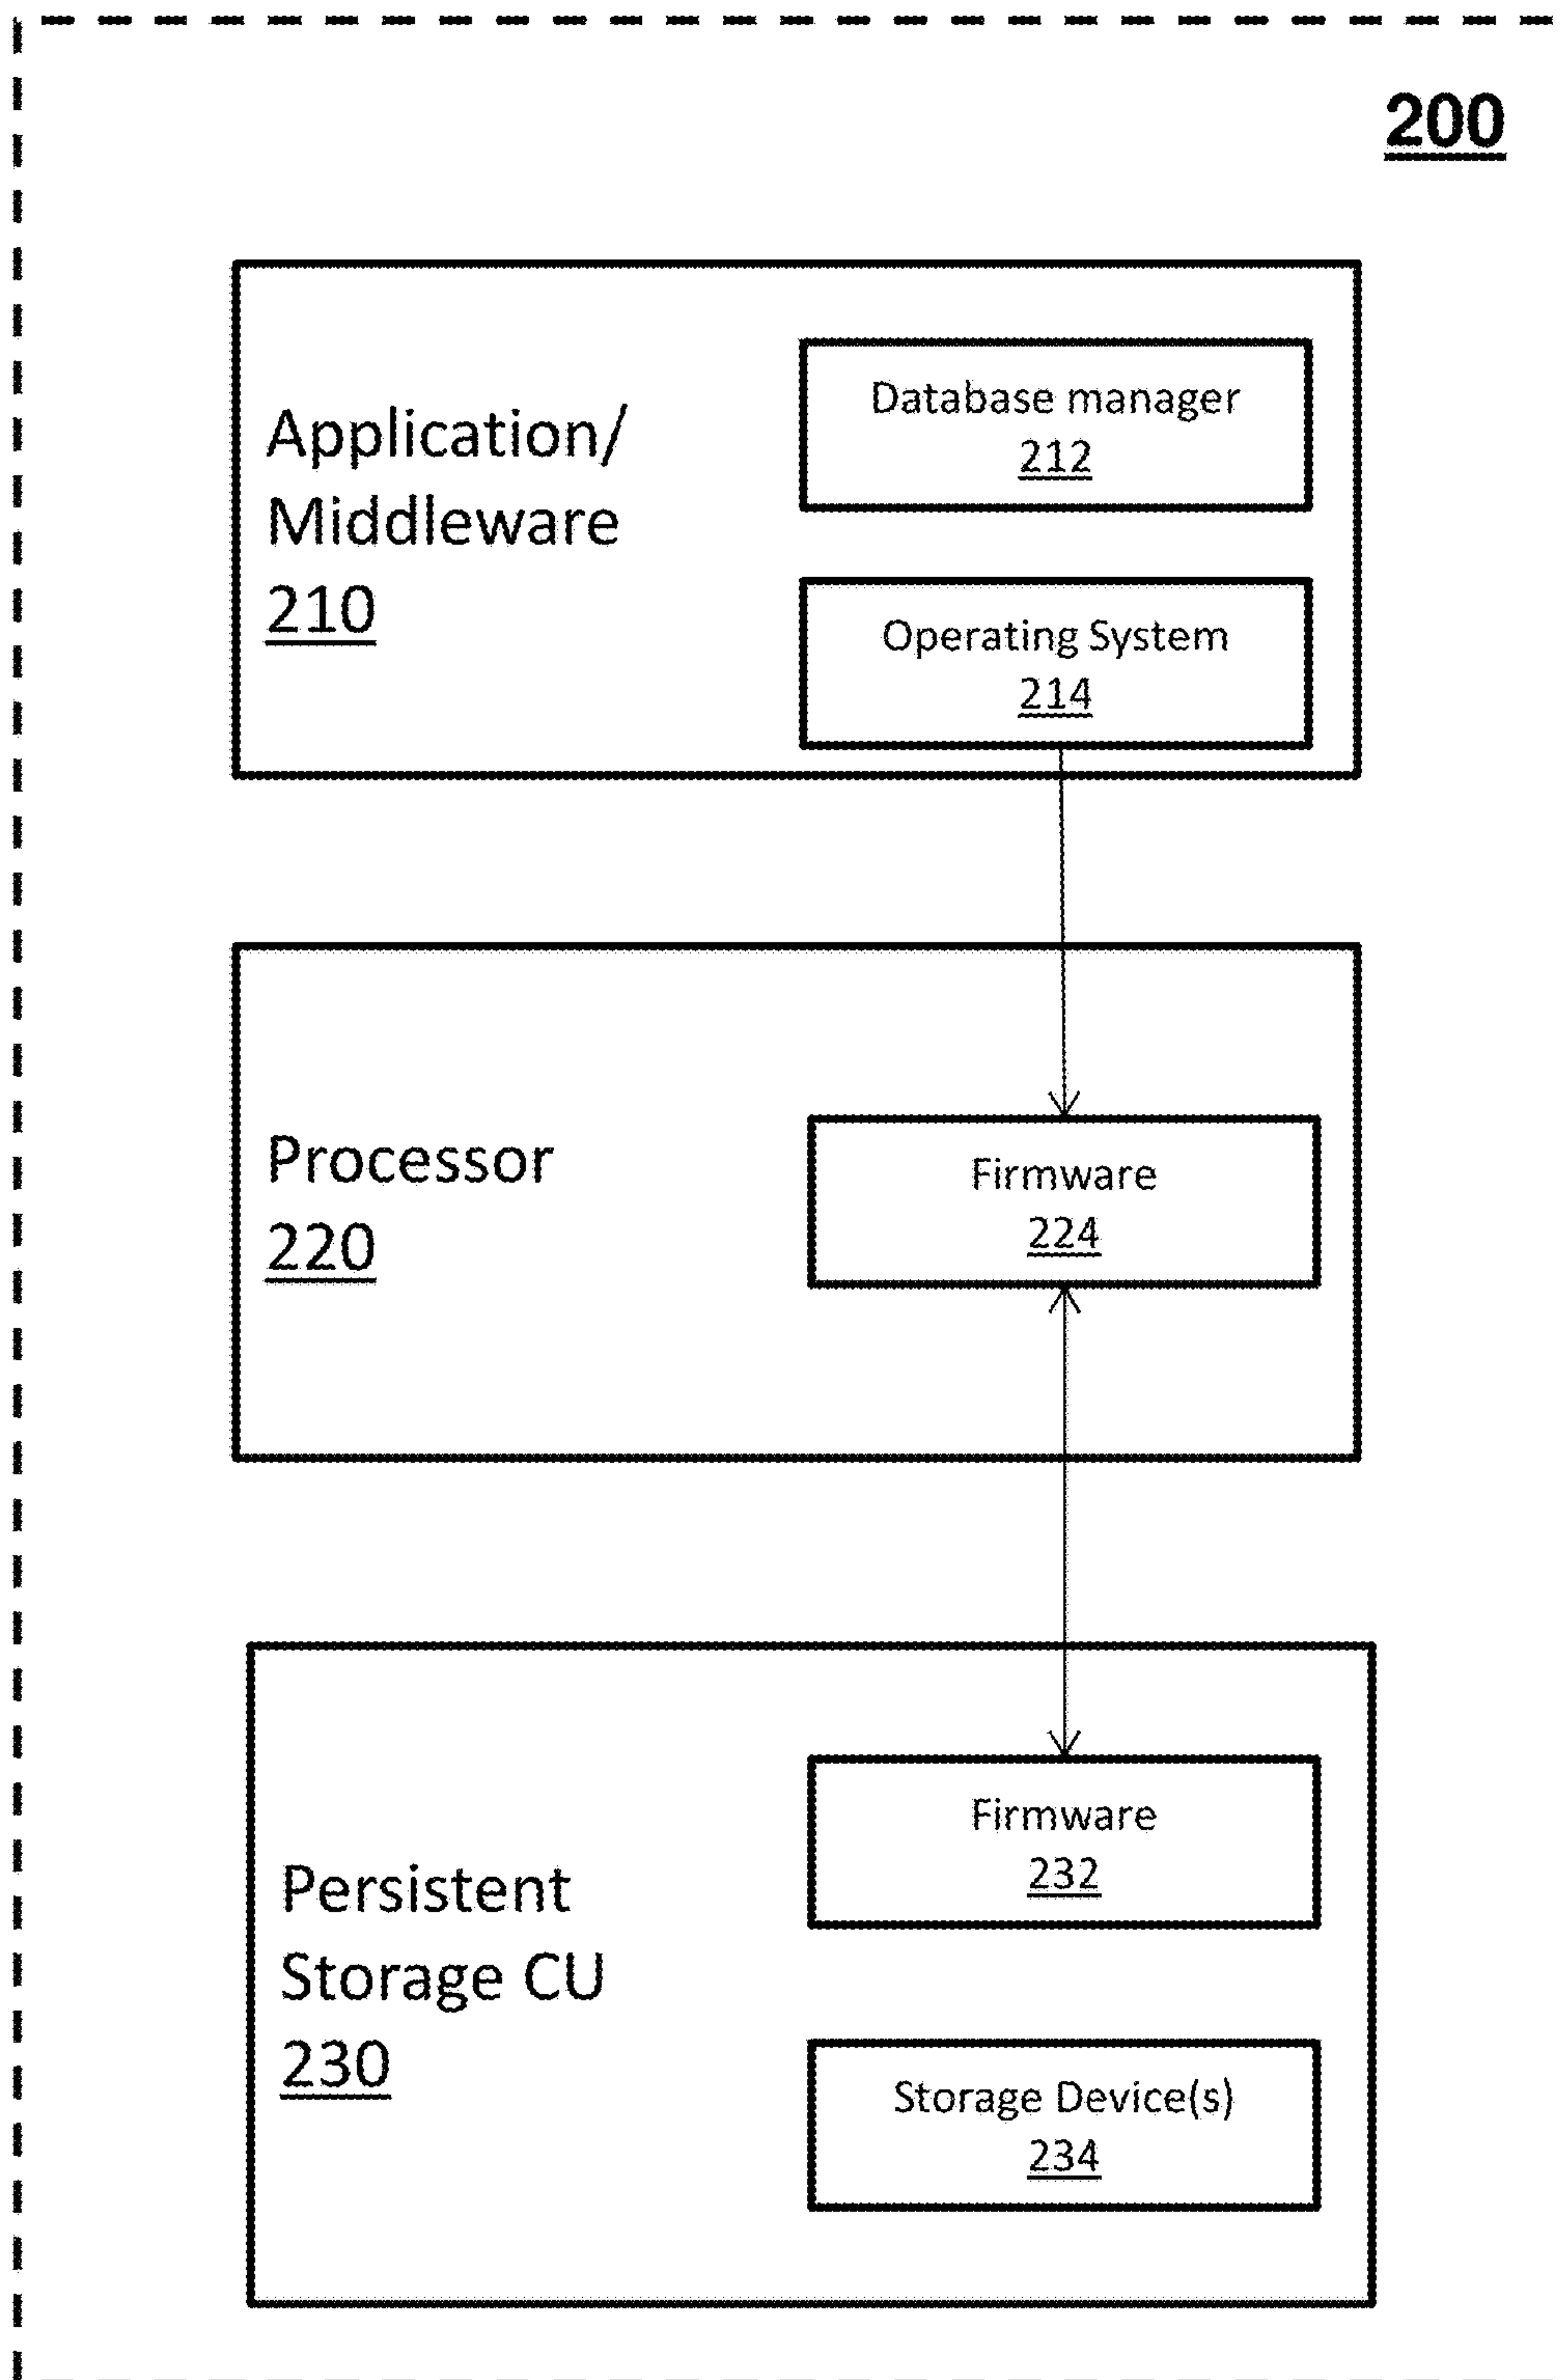 200
Application/
Middleware
210
Database manager
212
Operating System
214
Processor
220
Firmware
224
Persistent
Storage CU
230
Firmware
232
Storage Device(s)
234